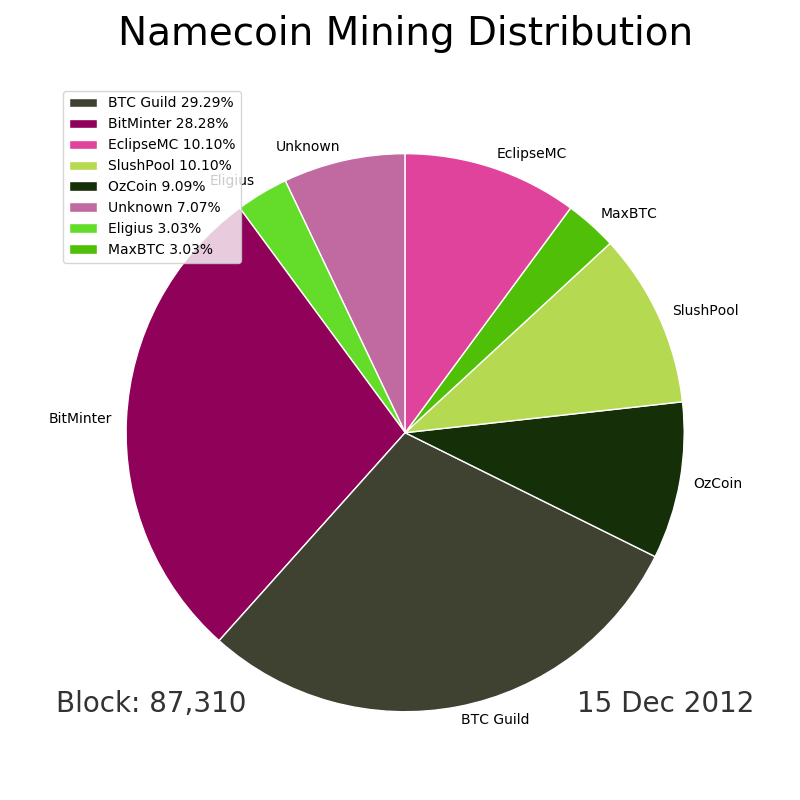 Namecoin Mining Distribution
BTC Guild 29.29%
BitMinter 28.28%
EclipseMC 10.10%
SlushPool 10.10%
OzCoin 9.09%
Unknown 7.07%
Eligius 3.03%
MaxBTC 3.03%
Unknown
EclipseMC
Eligius
MaxBTC
SlushPool
BitMinter
OzCoin
BTC Guild
Block: 87,310
15 Dec 2012